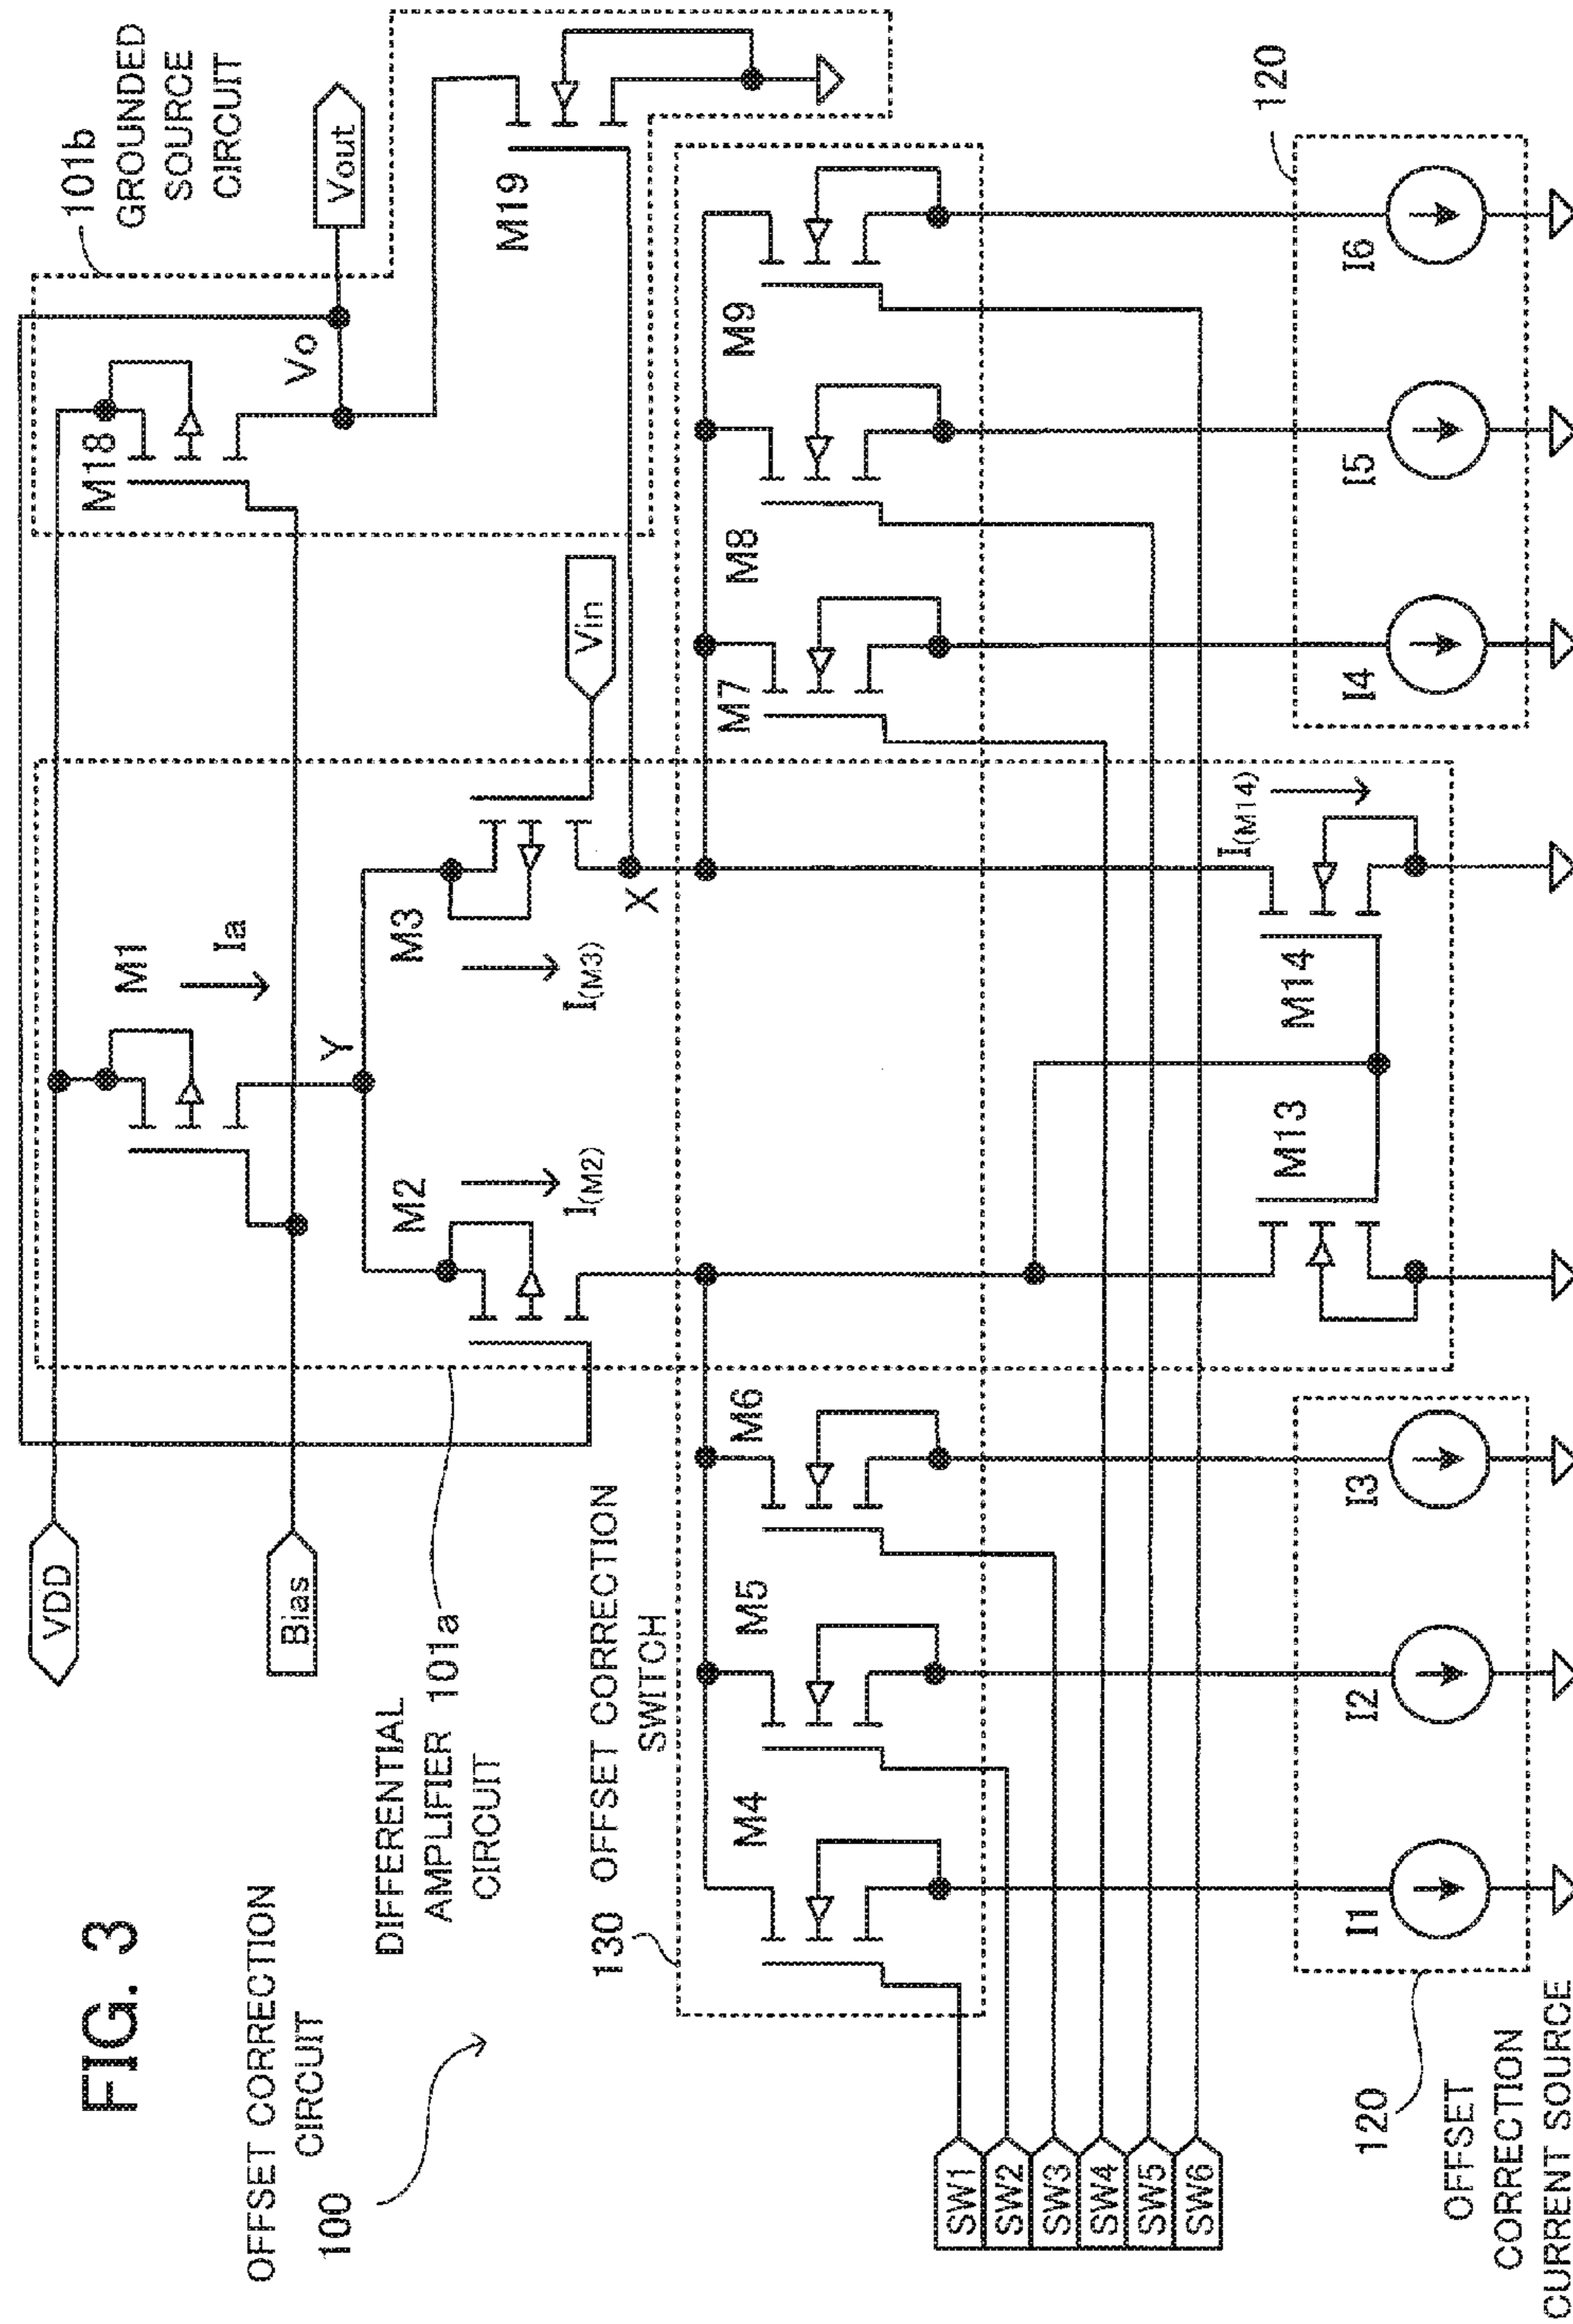 FIG. 3
OFFSET CORRECTION
CIRCUIT
100
DIFFERENTIAL
AMPLIFIER 101a
CIRCUIT
101b
GROUNDED
SOURCE
CIRCUIT
VDD
Bias
M1
Ia
M18
Vo
Vout
Y
M2
I(M2)
M3
I(M3)
Vin
X
M19
130 OFFSET CORRECTION
SWITCH
M4
M5
M6
M7
M8
M9
SW1
SW2
SW3
SW4
SW5
SW6
M13
M14
I(M14)
120
I1
I2
I3
I4
I5
I6
120
OFFSET
CORRECTION
CURRENT SOURCE